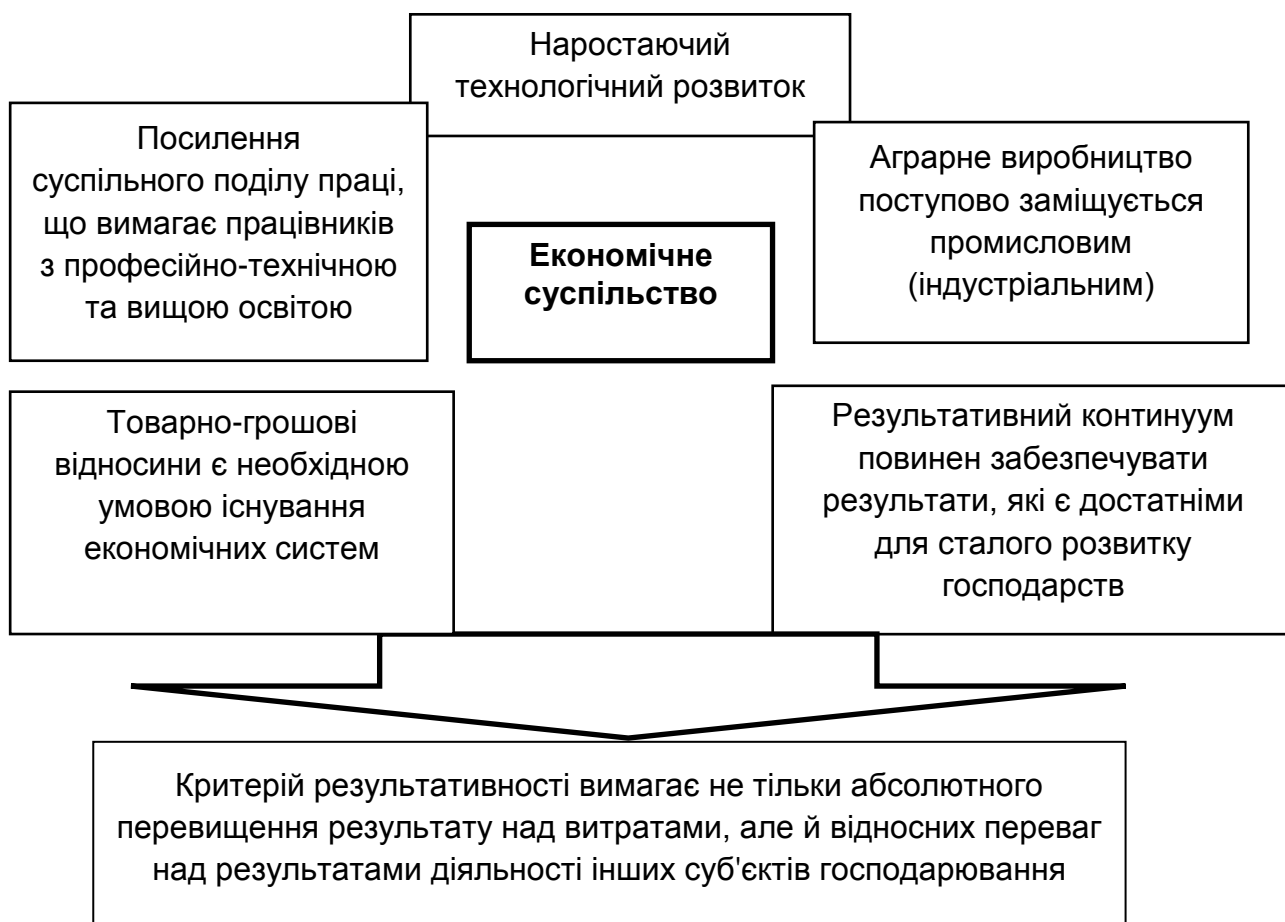 Наростаючий
технологічний розвиток
Посилення
суспільного поділу праці,
що вимагає працівників
з професійно-технічною
та вищою освітою
Аграрне виробництво
поступово заміщується
промисловим
(індустріальним)
Економічне
суспільство
Товарно-грошові
відносини є необхідною
умовою існування
економічних систем
Результативний континуум
повинен забезпечувати
результати, які є достатніми
для сталого розвитку
господарств
Критерій результативності вимагає не тільки абсолютного
перевищення результату над витратами, але й відносних переваг
над результатами діяльності інших суб'єктів господарювання